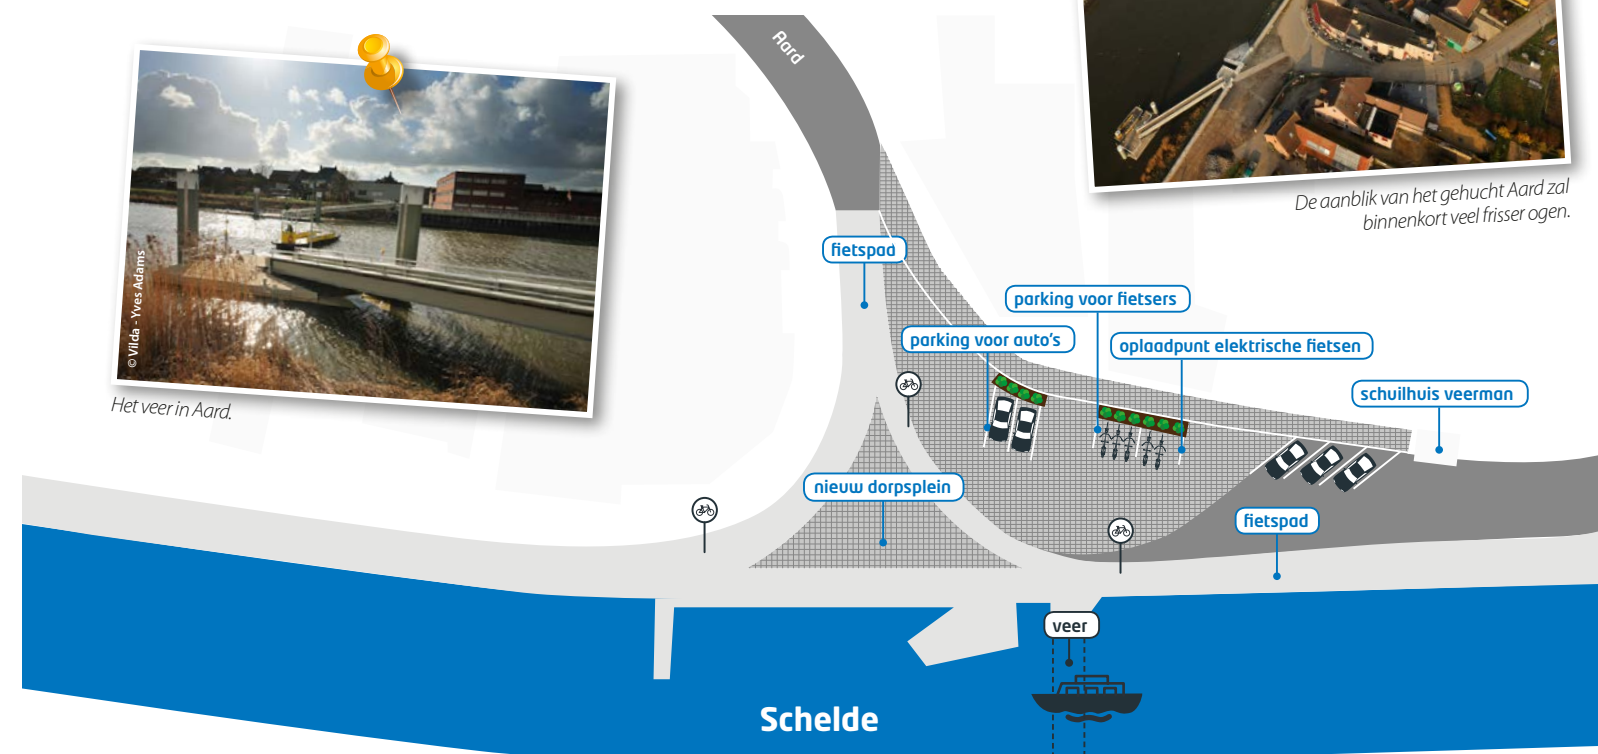 Aard
© Vilda - Yves Adams
Het veer in Aard.
De aanblik van het gehucht Aard zal
binnenkort veel frisser ogen.
fietspad
parking voor fietsers
parking voor auto's
oplaadpunt elektrische fietsen
schuilhuis veerman
nieuw dorpsplein
fietspad
veer
Schelde